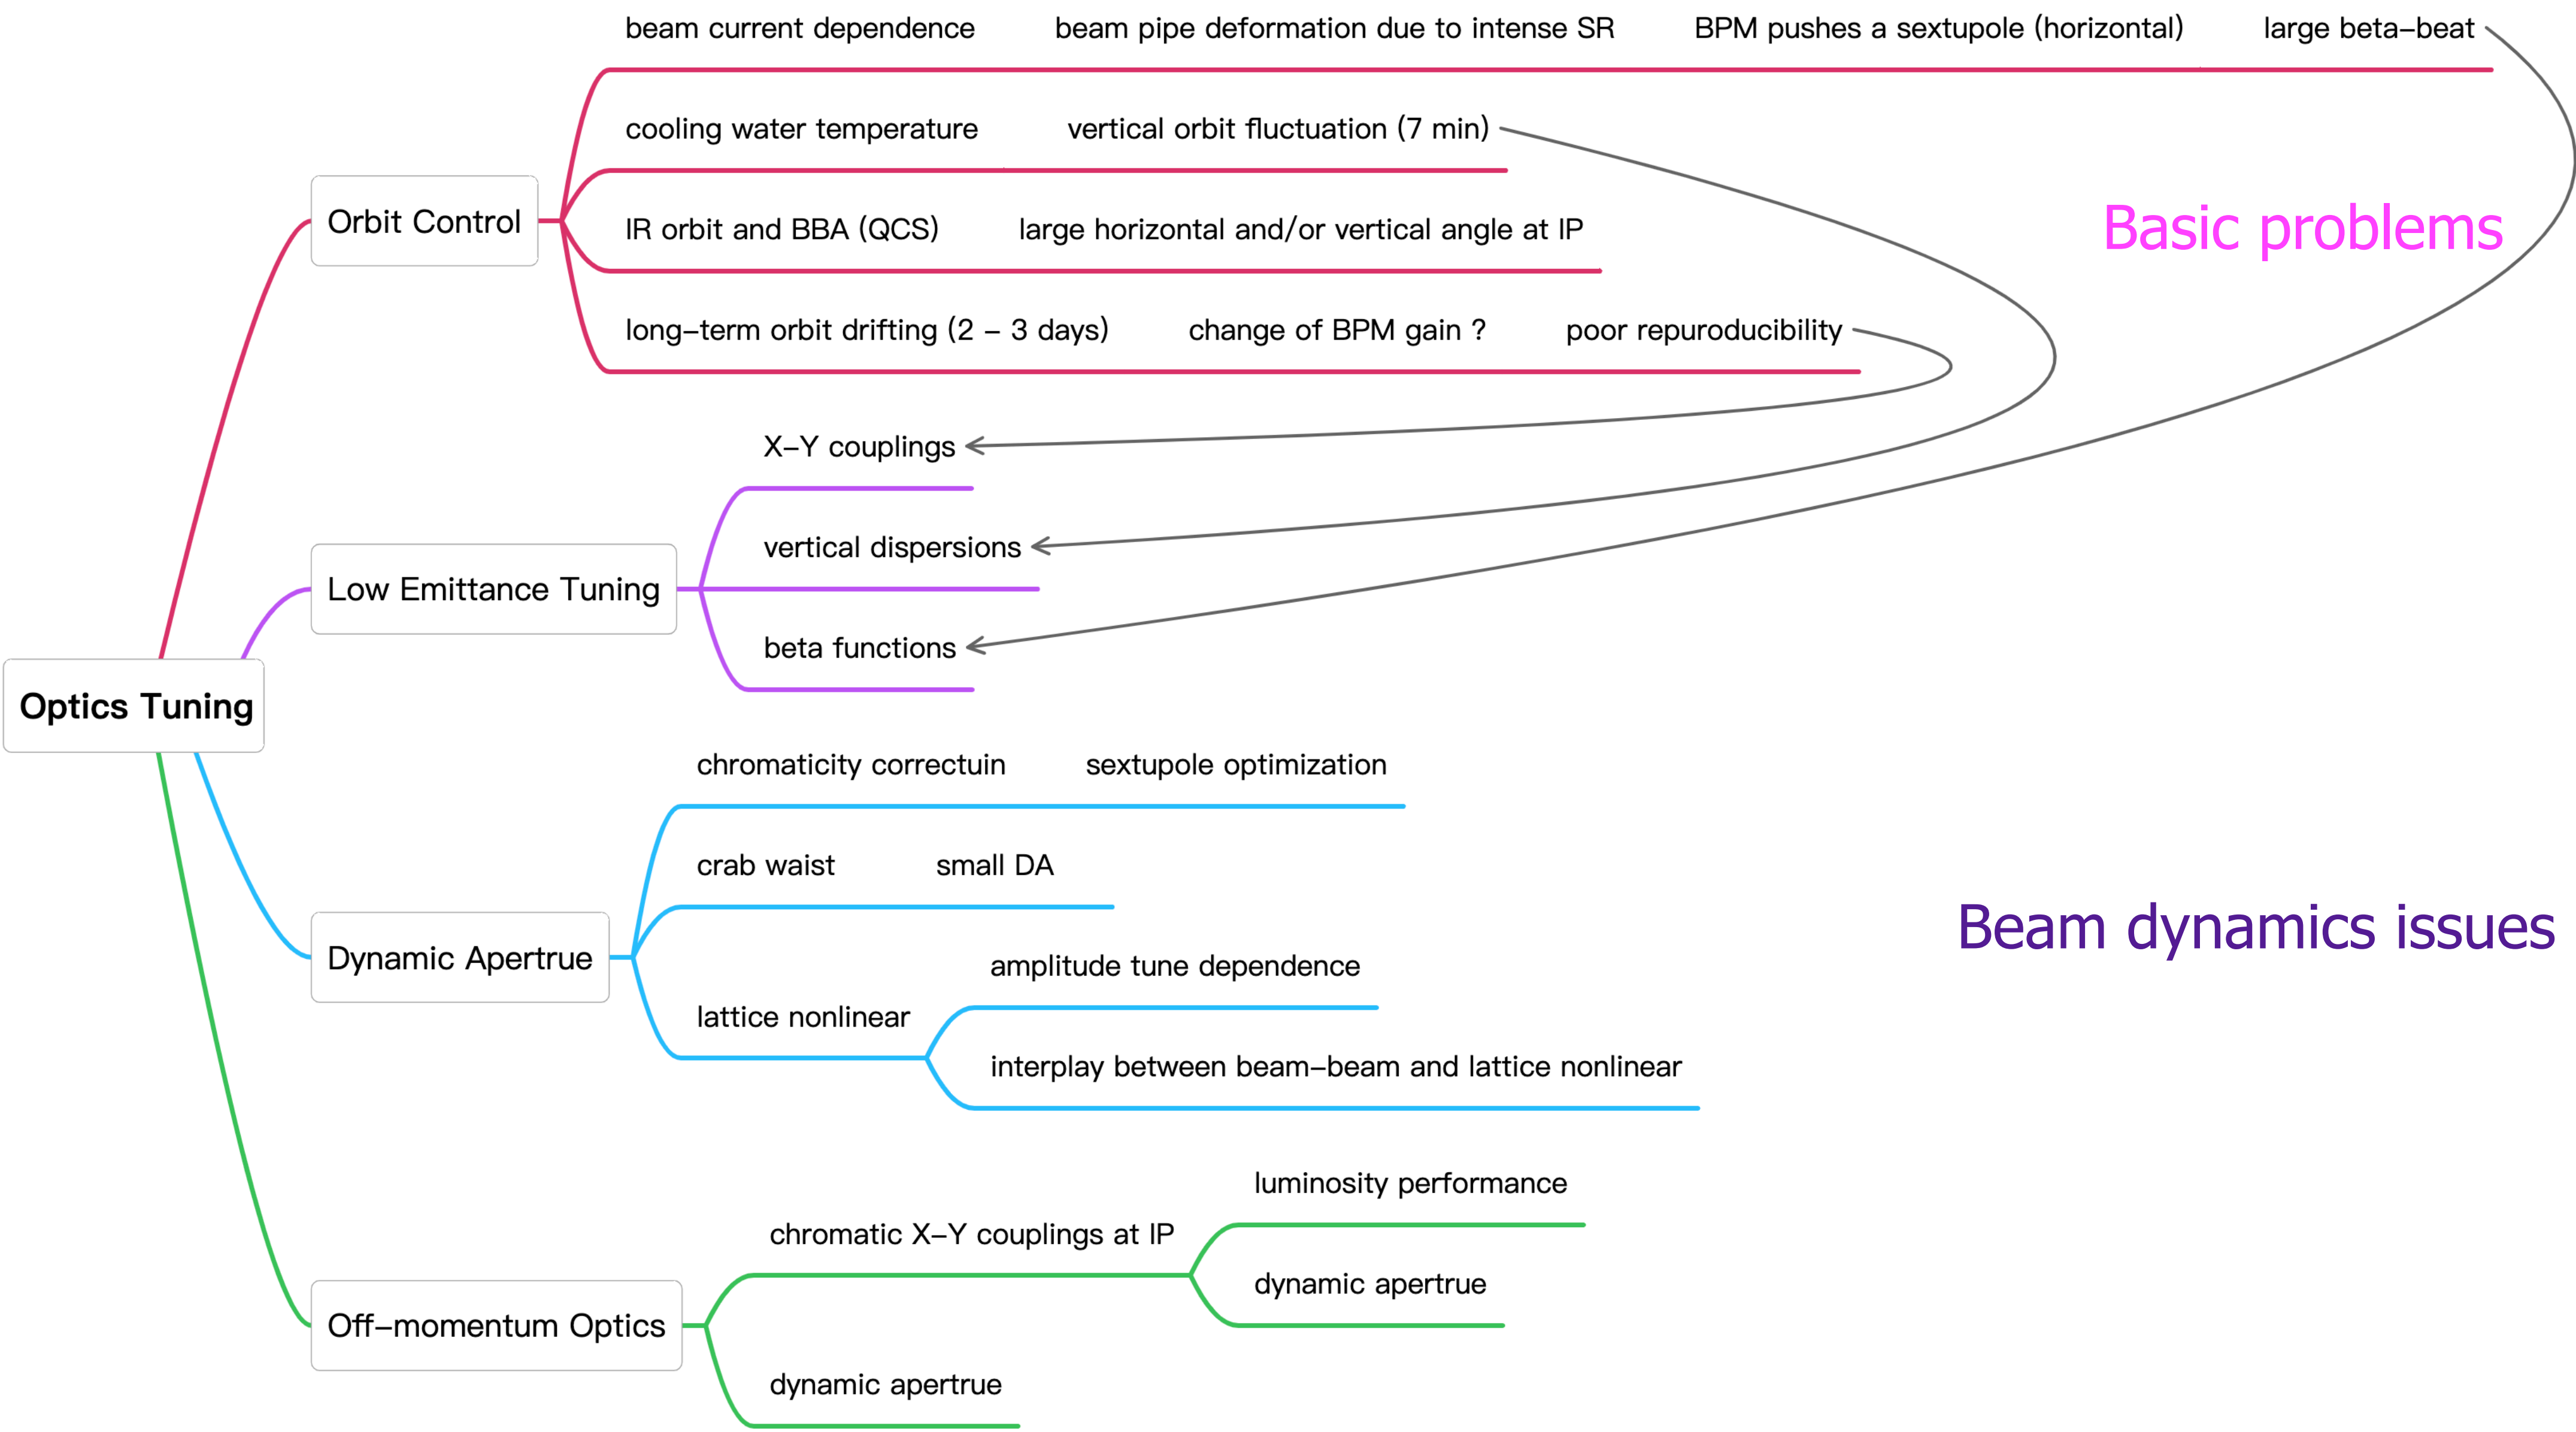 beam current dependence beam pipe deformation due to intense SR BPM pushes a sextupole (horizontal) large beta-beat
cooling water temperature vertical orbit fluctuation (7 min)
Orbit Control
IR orbit and BBA (QCS) large horizontal and/or vertical angle at IP
Basic problems
long-term orbit drifting (2 - 3 days) change of BPM gain ? poor repuroducibility
X-Y couplings
vertical dispersions
Low Emittance Tuning
beta functions
Optics Tuning
chromaticity correctuin sextupole optimization
crab waist small DA
Beam dynamics issues
Dynamic Apertrue
amplitude tune dependence
lattice nonlinear
interplay between beam-beam and lattice nonlinear
luminosity performance
chromatic X-Y couplings at IP
dynamic apertrue
Off-momentum Optics
dynamic apertrue